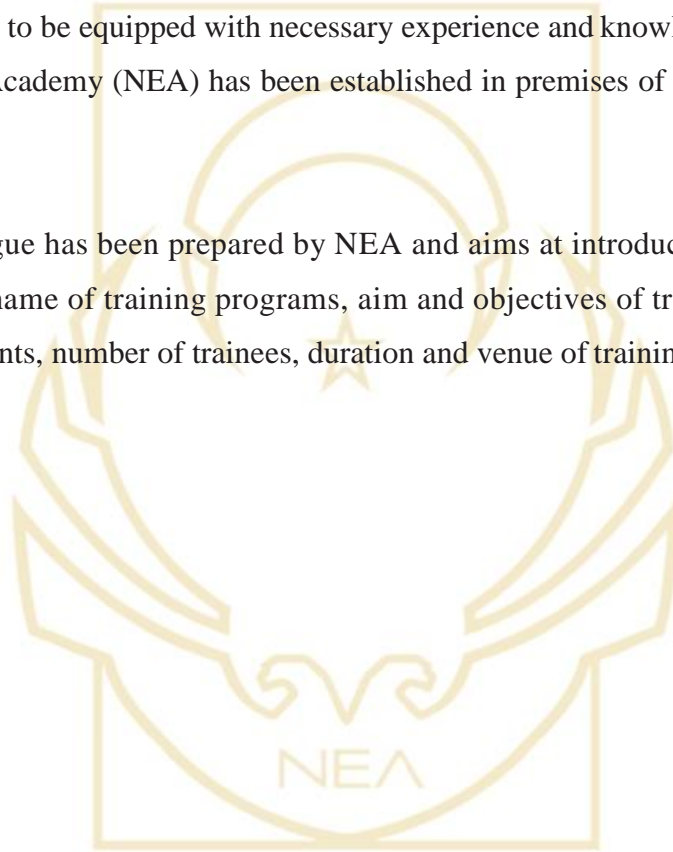 to be equipped with necessary experience and
Academy (NEA) has been established in premises of
has been prepared by NEA and aims at
name of training programs, aim and objectives of
number of trainees, duration and venue of
NEA